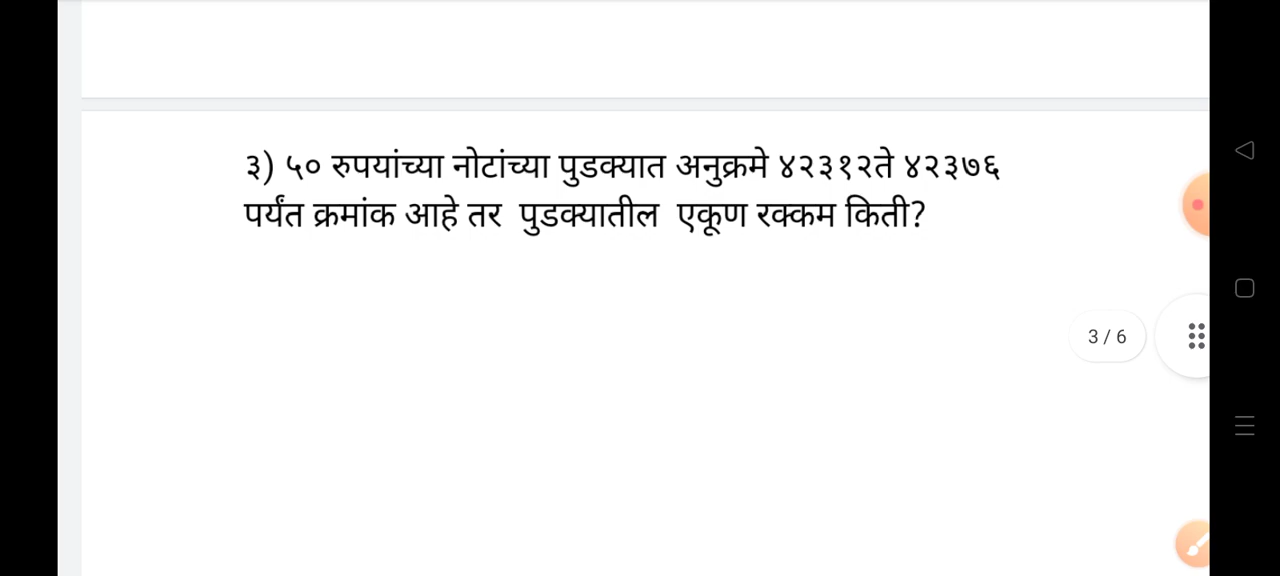 ३) ५० रुपयांच्या नोटांच्या पुडक्यात अनुक्रमे ४२३१२ते ४२३७६
पर्यंत क्रमांक आहे तर पुडक्यातील एकूण रक्कम किती?
3 / 6